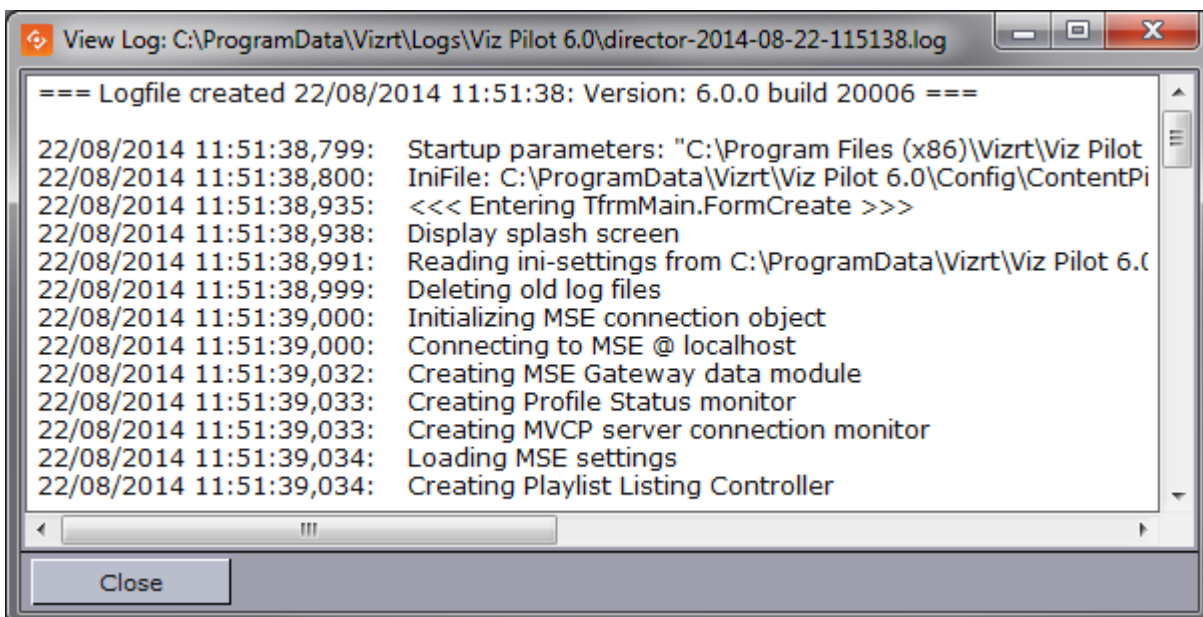 View Log: C:\ProgramData\Vizrt\Logs\Viz Pilot 6.0\director-2014-08-22-115138.log
=== Logfile created 22/08/2014 11:51:38: Version: 6.0.0 build 20006 ===
22/08/2014 11:51:38,799: Startup parameters: "C:\Program Files (x86)\Vizrt\Viz Pilot
22/08/2014 11:51:38,800: IniFile: C:\ProgramData\Vizrt\Viz Pilot 6.0\Config\ContentPi
22/08/2014 11:51:38,935: <<< Entering TfrmMain.FormCreate >>>
22/08/2014 11:51:38,938: Display splash screen
22/08/2014 11:51:38,991: Reading ini-settings from C:\ProgramData\Vizrt\Viz Pilot 6.0
22/08/2014 11:51:38,999: Deleting old log files
22/08/2014 11:51:39,000: Initializing MSE connection object
22/08/2014 11:51:39,000: Connecting to MSE @ localhost
22/08/2014 11:51:39,032: Creating MSE Gateway data module
22/08/2014 11:51:39,033: Creating Profile Status monitor
22/08/2014 11:51:39,033: Creating MVCP server connection monitor
22/08/2014 11:51:39,034: Loading MSE settings
22/08/2014 11:51:39,034: Creating Playlist Listing Controller
Close